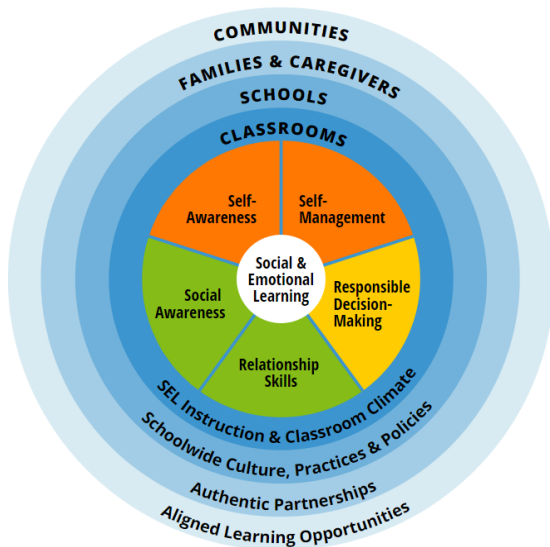 COMMUNITIES
FAMILIES & CAREGIVERS
SCHOOLS
CLASSROOMS
Self-
Awareness
Self-
Management
Social &
Emotional
Learning
Social
Awareness
Responsible
Decision-
Making
Relationship
Skills
SEL Instruction & Classroom Climate
Schoolwide Culture, Practices & Policies
Authentic Partnerships
Aligned Learning Opportunities